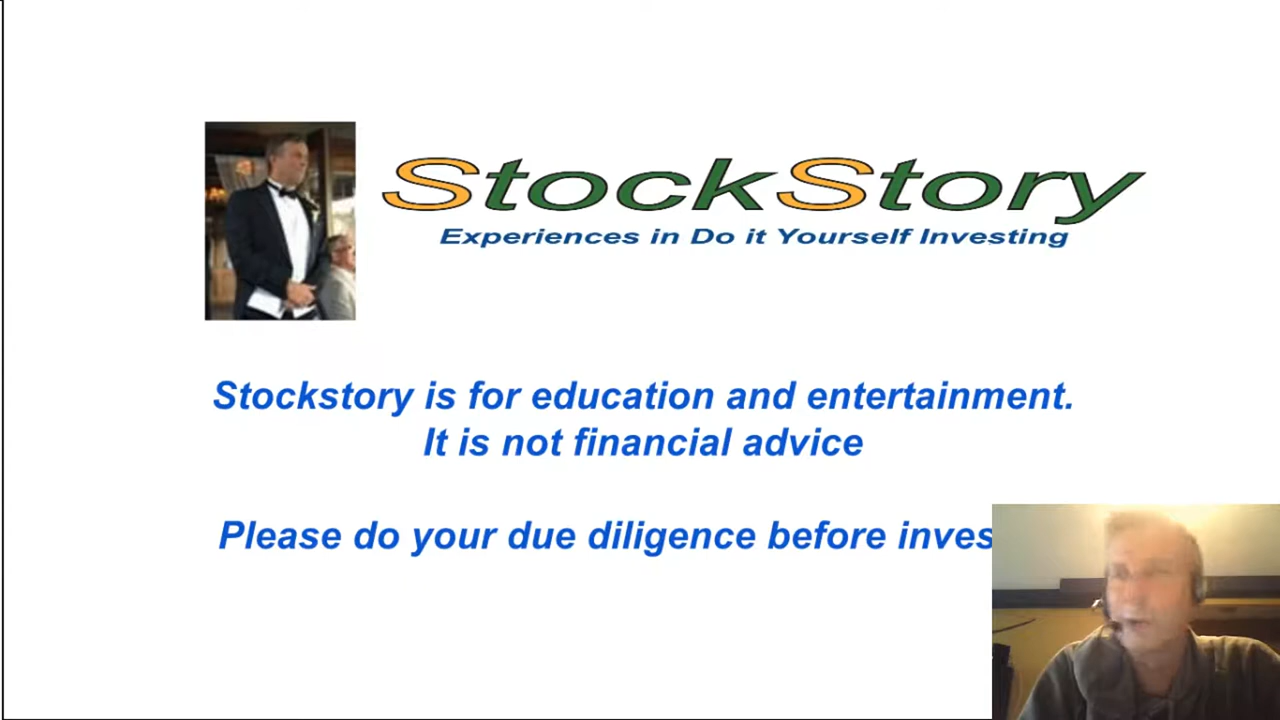 StockStory
Experiences in Do it Yourself Investing
Stockstory is for education and entertainment.
It is not financial advice
Please do your due diligence before inves